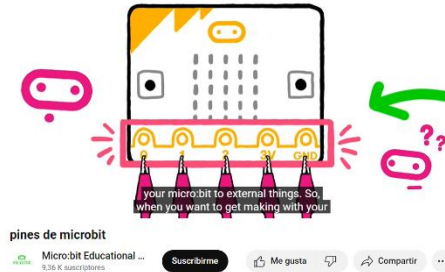 ??
0 1 2 3V GND
your micro:bit to external things. So,
when you want to get making with your
pines de microbit
Micro:bit Educational ...
Suscribirme
Me gusta
Compartir
9,36 K suscriptores